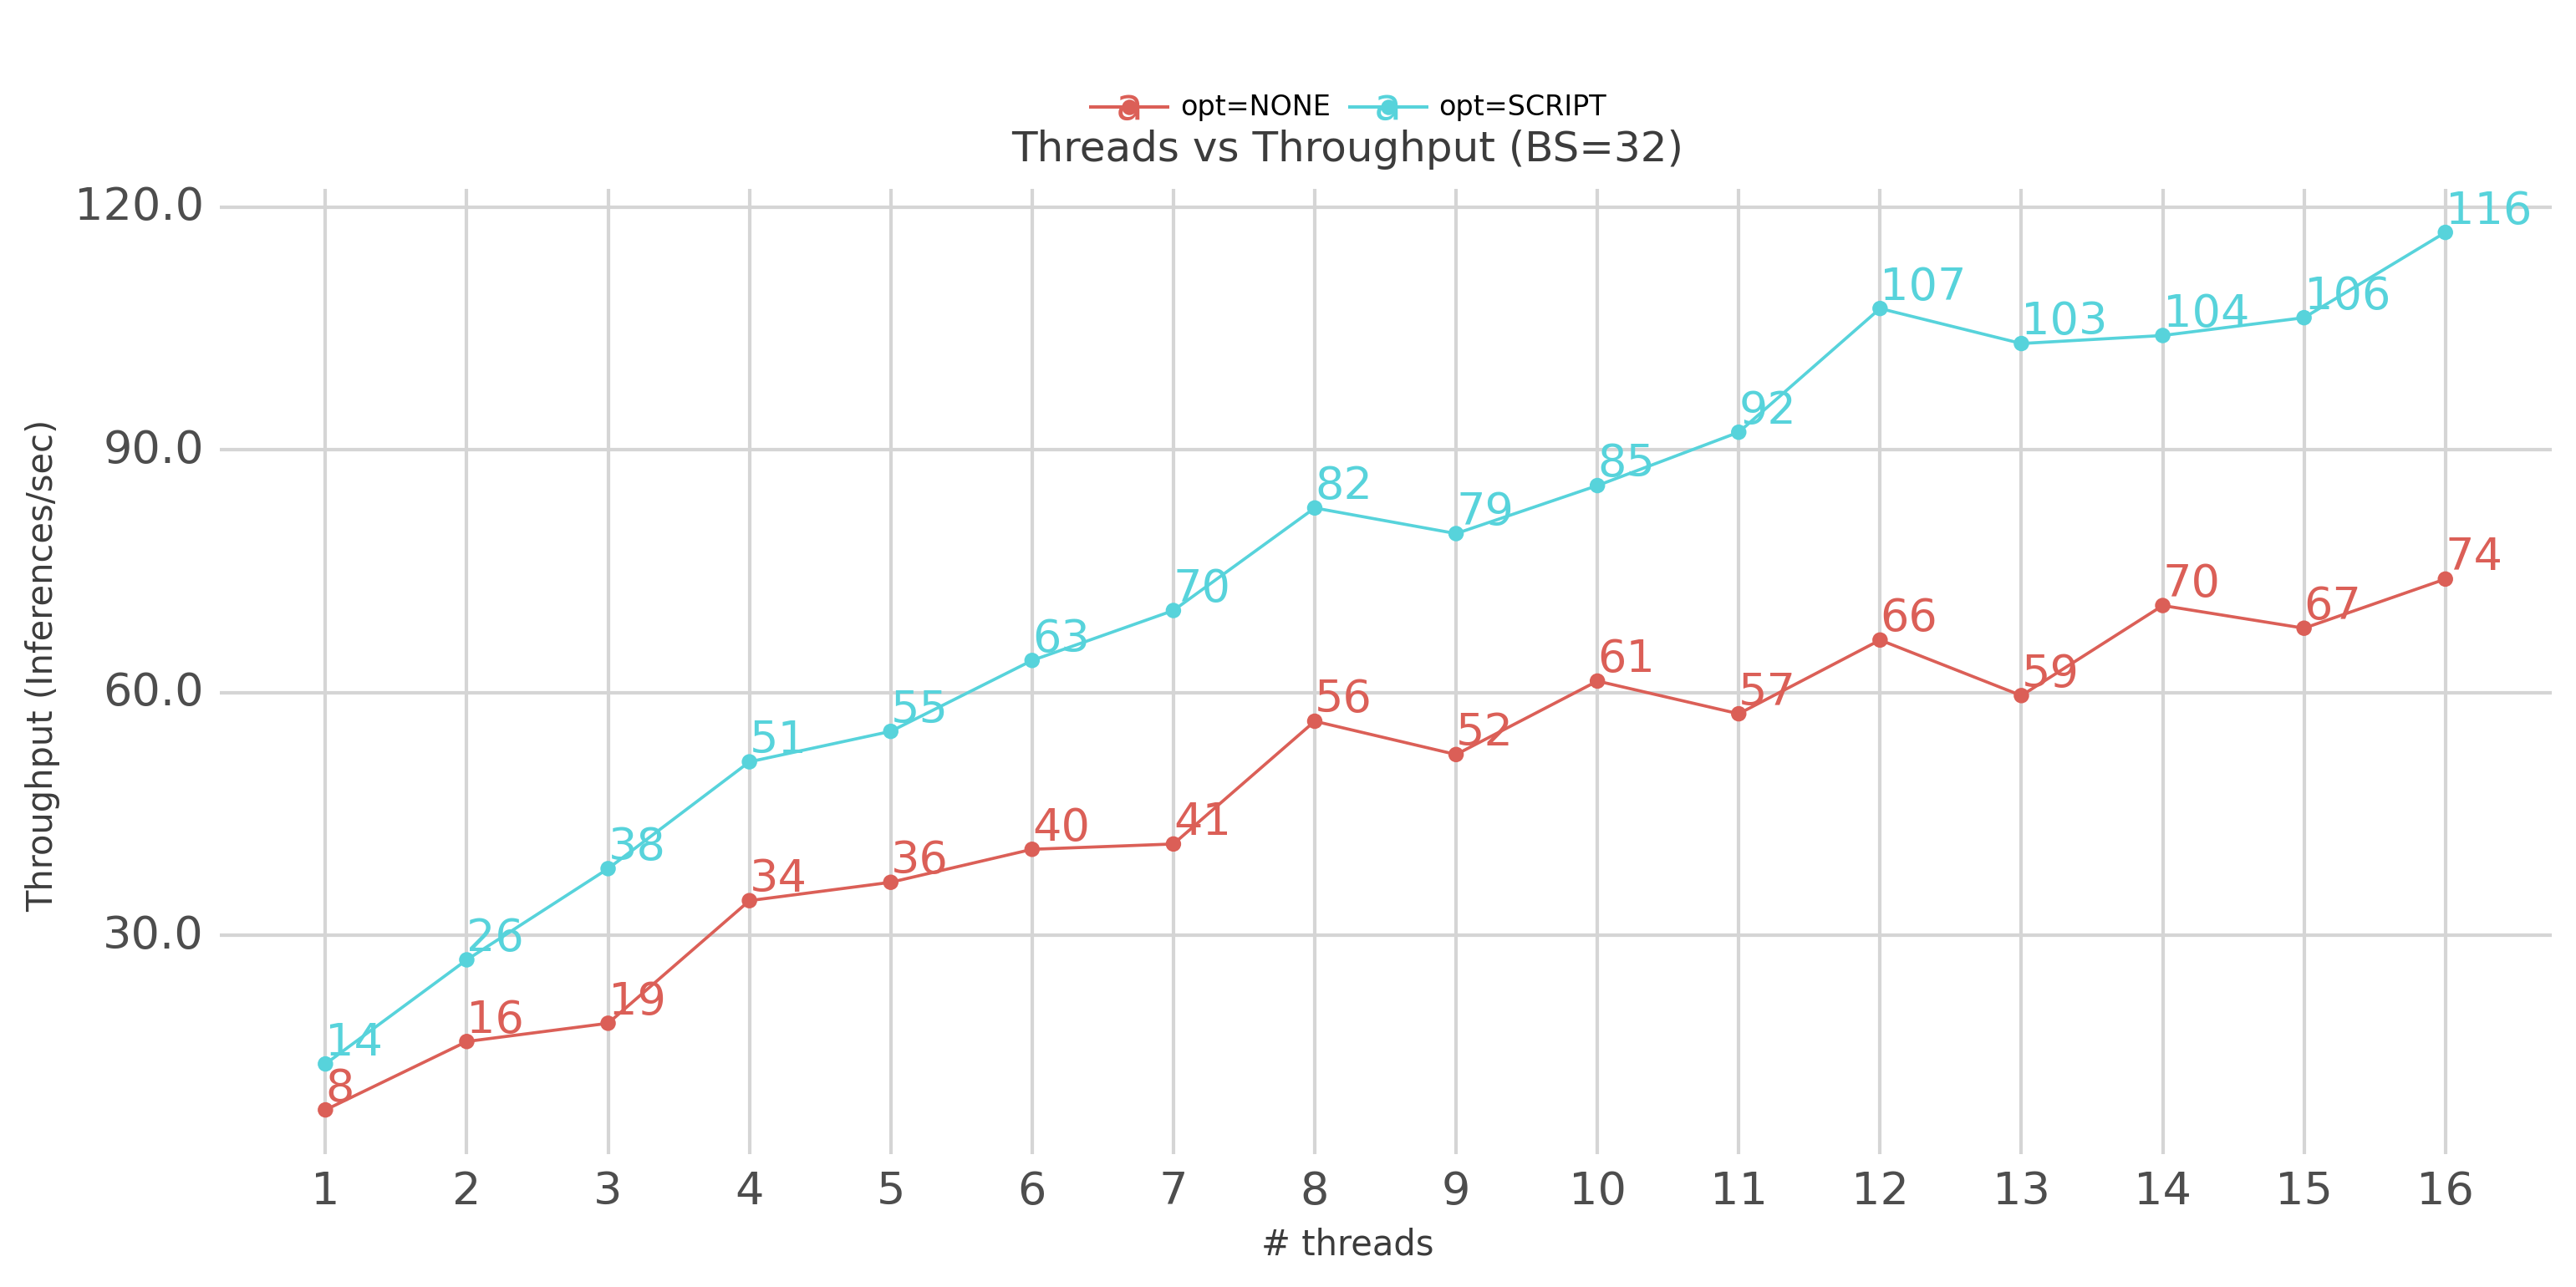 a opt=NONE a opt=SCRIPT
Threads vs Throughput (BS=32)
Throughput (Inferences/sec)
120.0
90.0
60.0
30.0
14 26 38 51 55 63 70 82 79 85 92 107 103 104 106 116
8 16 19 34 36 40 41 56 52 61 57 66 59 70 67 74
1 2 3 4 5 6 7 8 9 10 11 12 13 14 15 16
# threads